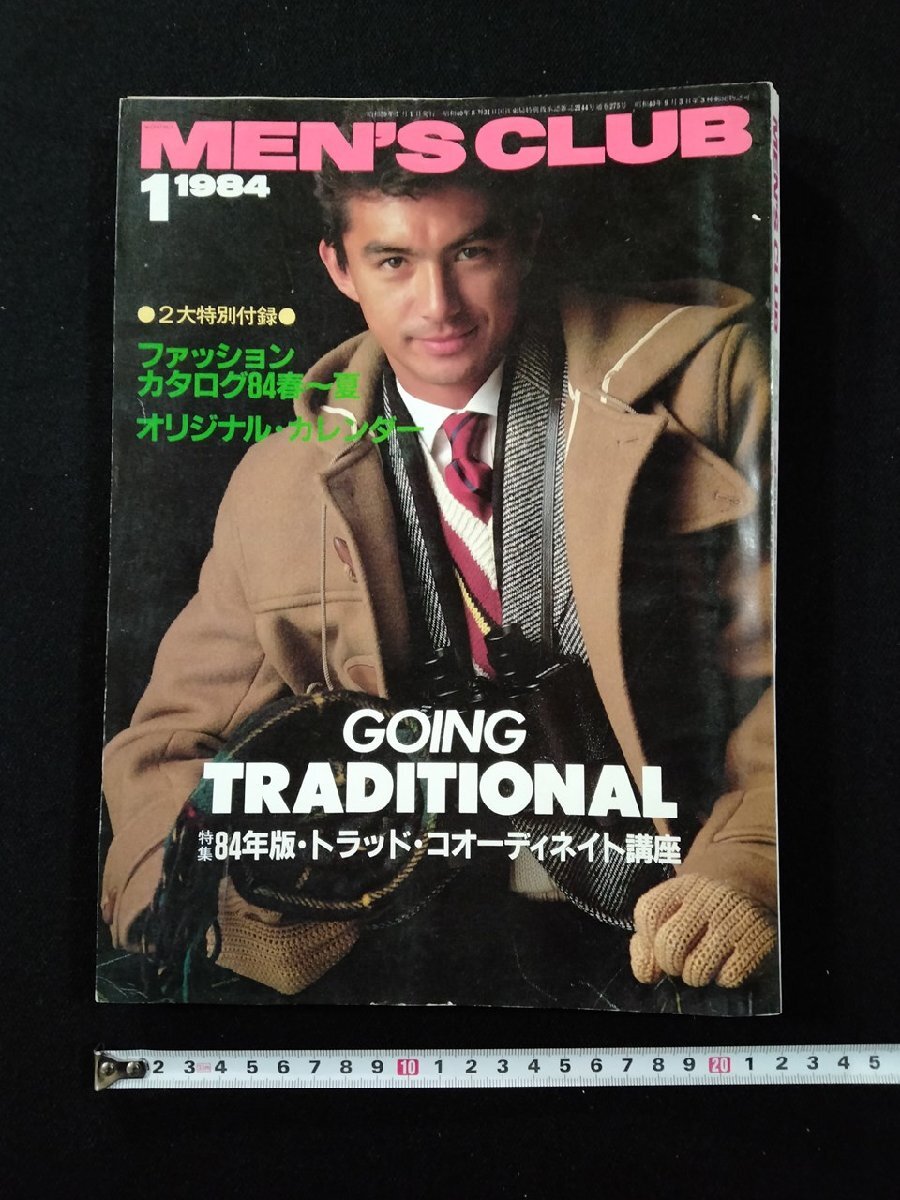 MEN'S CLUB
1 1984
●2大特別付録●
ファッション
カタログ84春～夏
オリジナル・カレンダー
GOING
TRADITIONAL
特集 84年版・トラッド・コオーディネイト講座
MEN'S CLUB
2 3 4 5 6 7 8 9 10 1 2 3 4 5 6 7 8 9 20 1 2 3 4 5